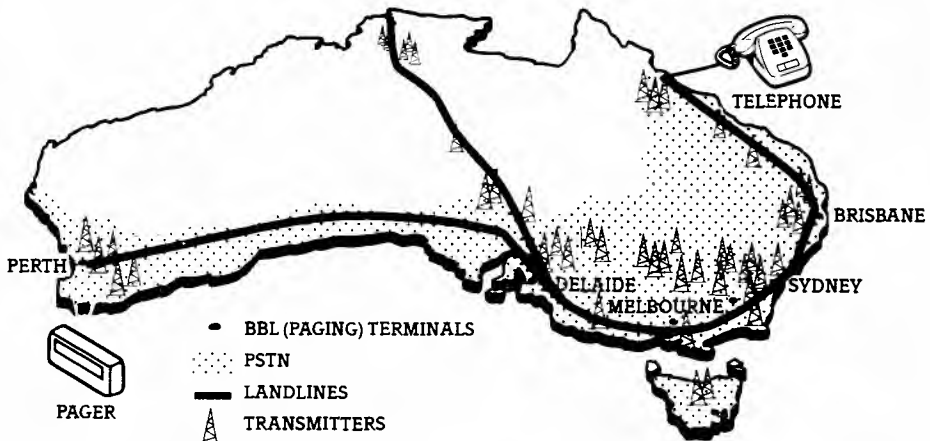 TELEPHONE
BRISBANE
PERTH
DELAIDE
SYDNEY
MELBOURNE
BBL (PAGING) TERMINALS
PSTN
LANDLINES
TRANSMITTERS
PAGER